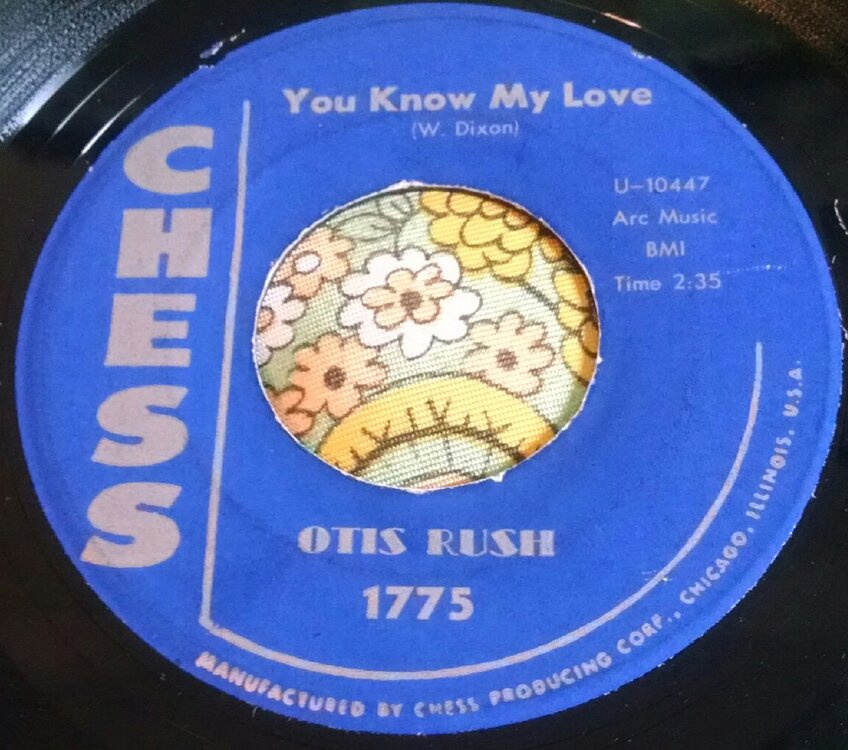 CHESS
You Know My Love
(W. Dixon)
U-10447
Arc Music
BMI
Time 2:35
OTIS RUSH
1775
MANUFACTURED BY CHESS PRODUCING CORP., CHICAGO, ILLINOIS, U.S.A.